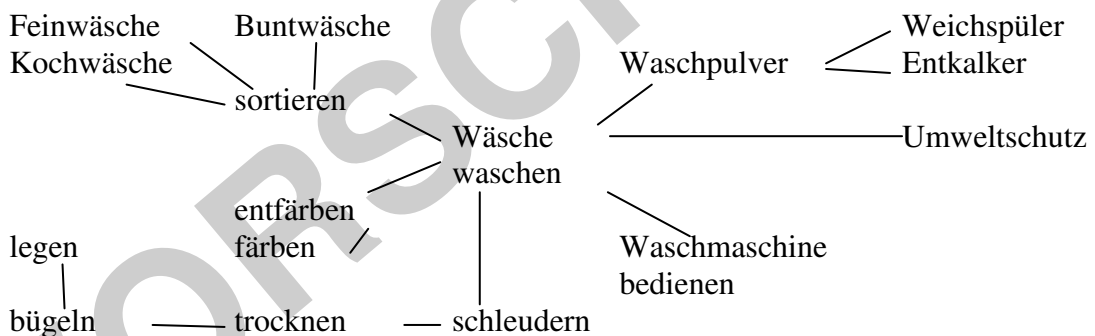 Feinwäsche Buntwäsche Weichspüler
Kochwäsche Waschpulver Entkalker
sortieren
Wäsche Umweltschutz
waschen
entfärben
legen färben Waschmaschine
bedienen
bügeln trocknen schleudern